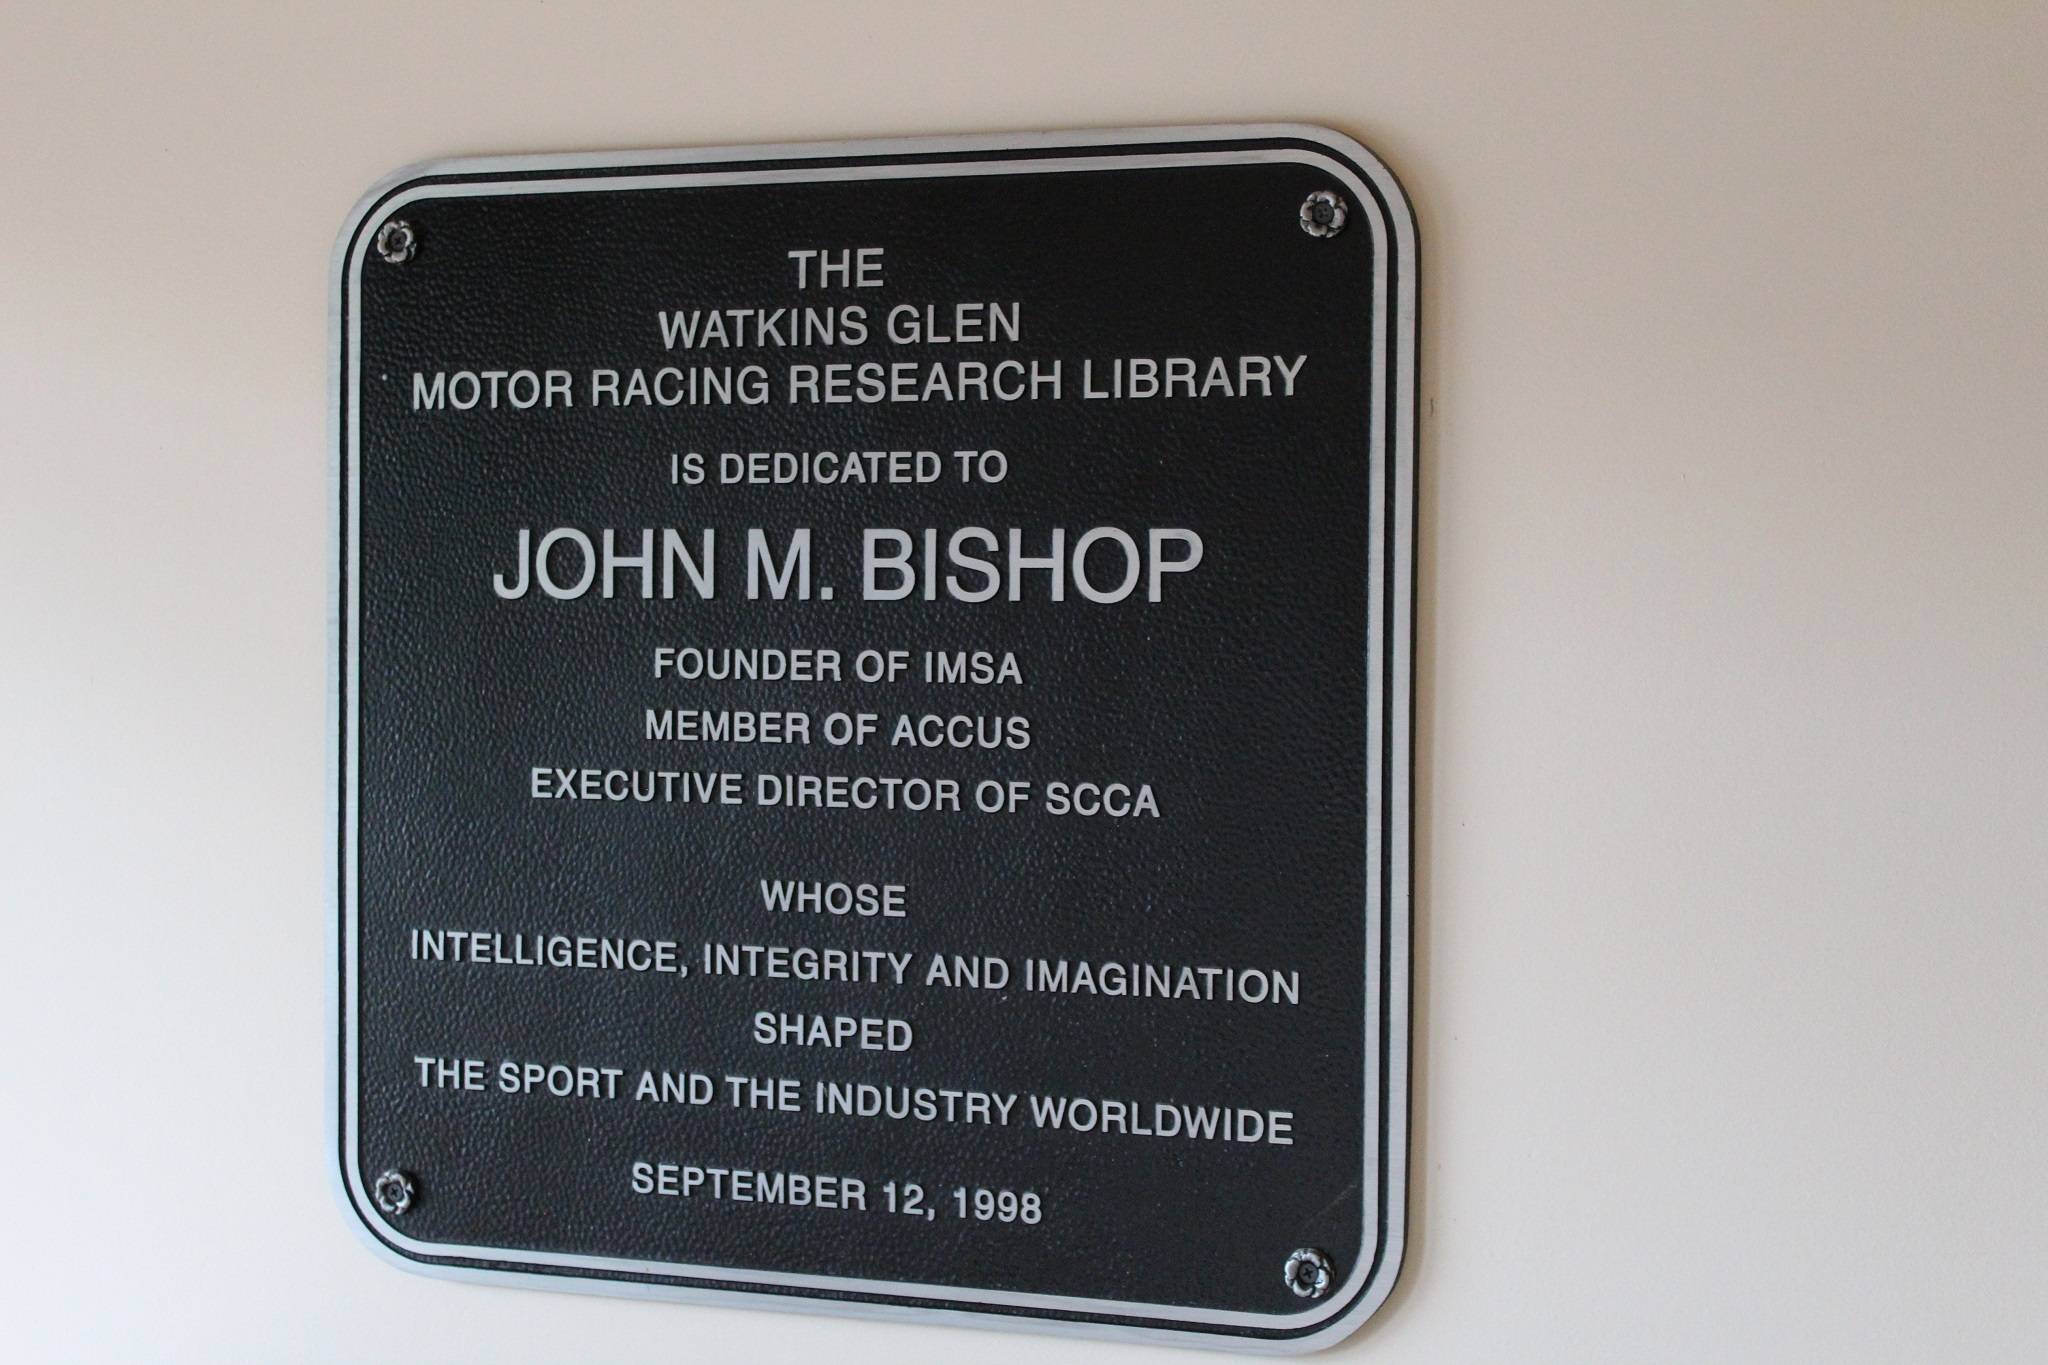 THE
WATKINS GLEN
MOTOR RACING RESEARCH LIBRARY
IS DEDICATED TO
JOHN M. BISHOP
FOUNDER OF IMSA
MEMBER OF ACCUS
EXECUTIVE DIRECTOR OF SCCA
WHOSE
INTELLIGENCE, INTEGRITY AND IMAGINATION
SHAPED
THE SPORT AND THE INDUSTRY WORLDWIDE
SEPTEMBER 12, 1998